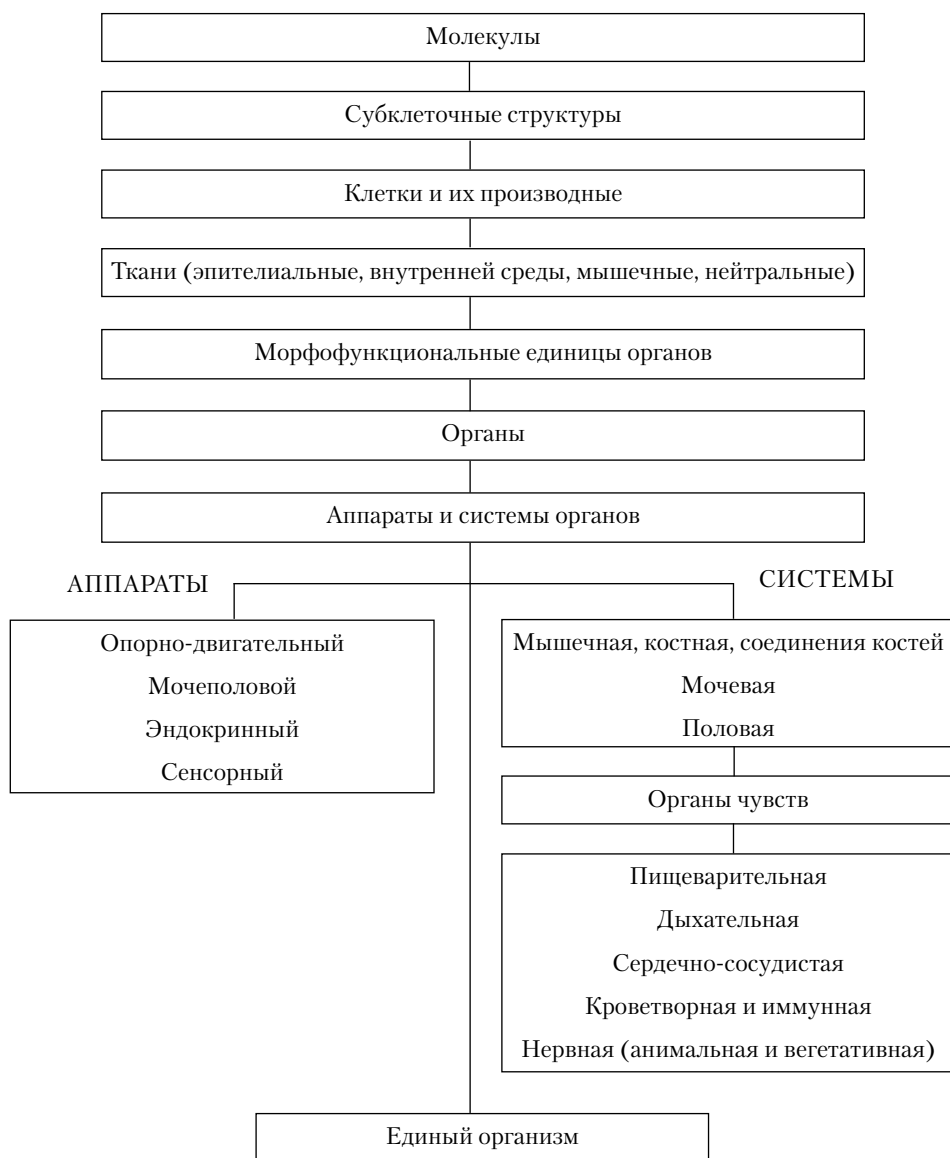 Молекулы
Субклеточные структуры
Клетки и их производные
Ткани (эпителиальные, внутренней среды, мышечные, нейтральные)
Морфофункциональные единицы органов
Органы
Аппараты и системы органов
АППАРАТЫ
Опорно-двигательный
Мочеполовой
Эндокринный
Сенсорный
СИСТЕМЫ
Мышечная, костная, соединения костей
Мочевая
Половая
Органы чувств
Пищеварительная
Дыхательная
Сердечно-сосудистая
Кроветворная и иммунная
Нервная (анимальная и вегетативная)
Единый организм